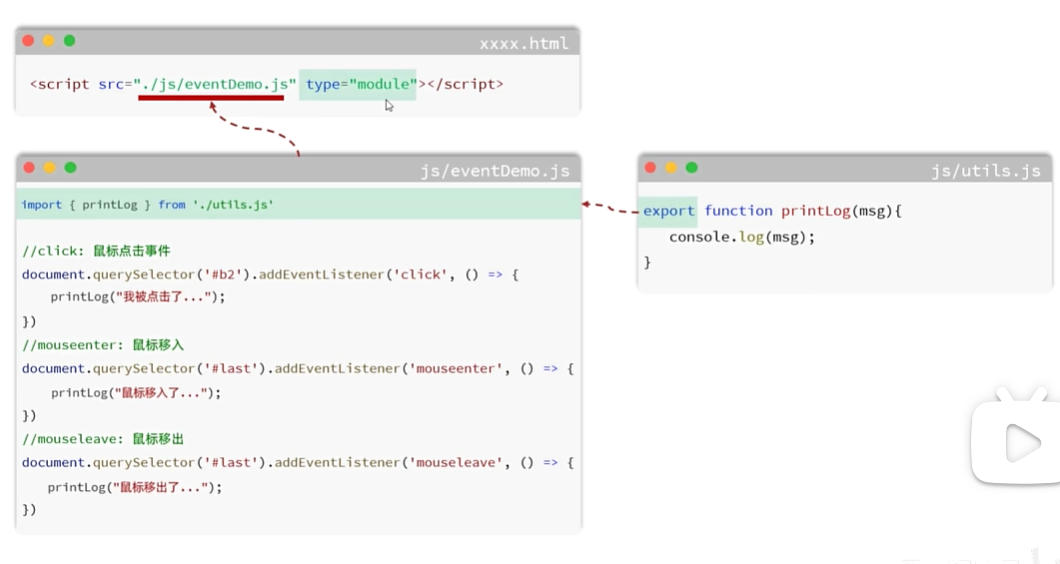 xxxx.html
<script src="./js/eventDemo.js" type="module"></script>
js/eventDemo.js
import { printLog } from './utils.js'
//click: 鼠标点击事件
document.querySelector('#b2').addEventListener('click', () => {
printLog("我被点击了...");
})
//mouseenter: 鼠标移入
document.querySelector('#last').addEventListener('mouseenter', () => {
printLog("鼠标移入了...");
})
//mouseleave: 鼠标移出
document.querySelector('#last').addEventListener('mouseleave', () => {
printLog("鼠标移出了...");
})
js/utils.js
export function printLog(msg){
console.log(msg);
}